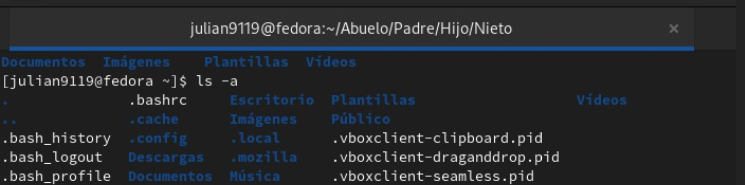 julian9119@fedora:~/Abuelo/Padre/Hijo/Nieto ×
Documentos Imágenes Plantillas Vídeos
[julian9119@fedora ~]$ ls -a
. .bashrc Escritorio Plantillas Vídeos
.. .cache Imágenes Público
.bash_history .config .local .vboxclient-clipboard.pid
.bash_logout Descargas .mozilla .vboxclient-draganddrop.pid
.bash_profile Documentos Música .vboxclient-seamless.pid